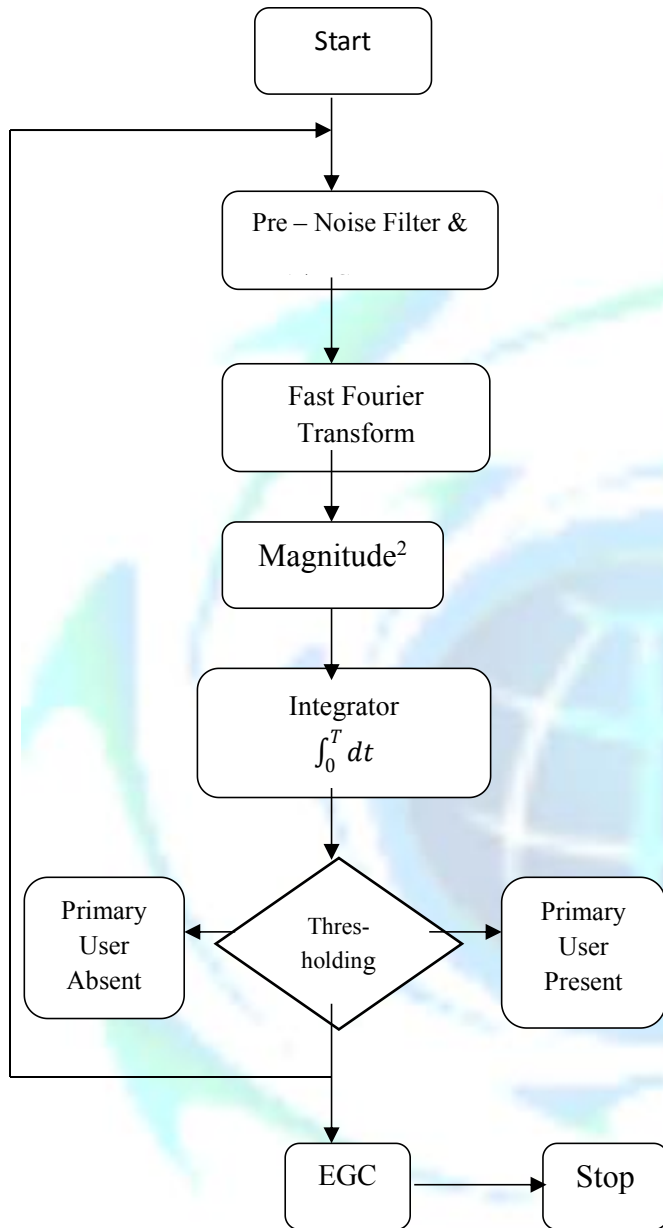 Start
Pre – Noise Filter &
Fast Fourier
Transform
Magnitude²
Integrator
∫₀ᵀ dt
Primary
User
Absent
Thres-
holding
Primary
User
Present
EGC
Stop